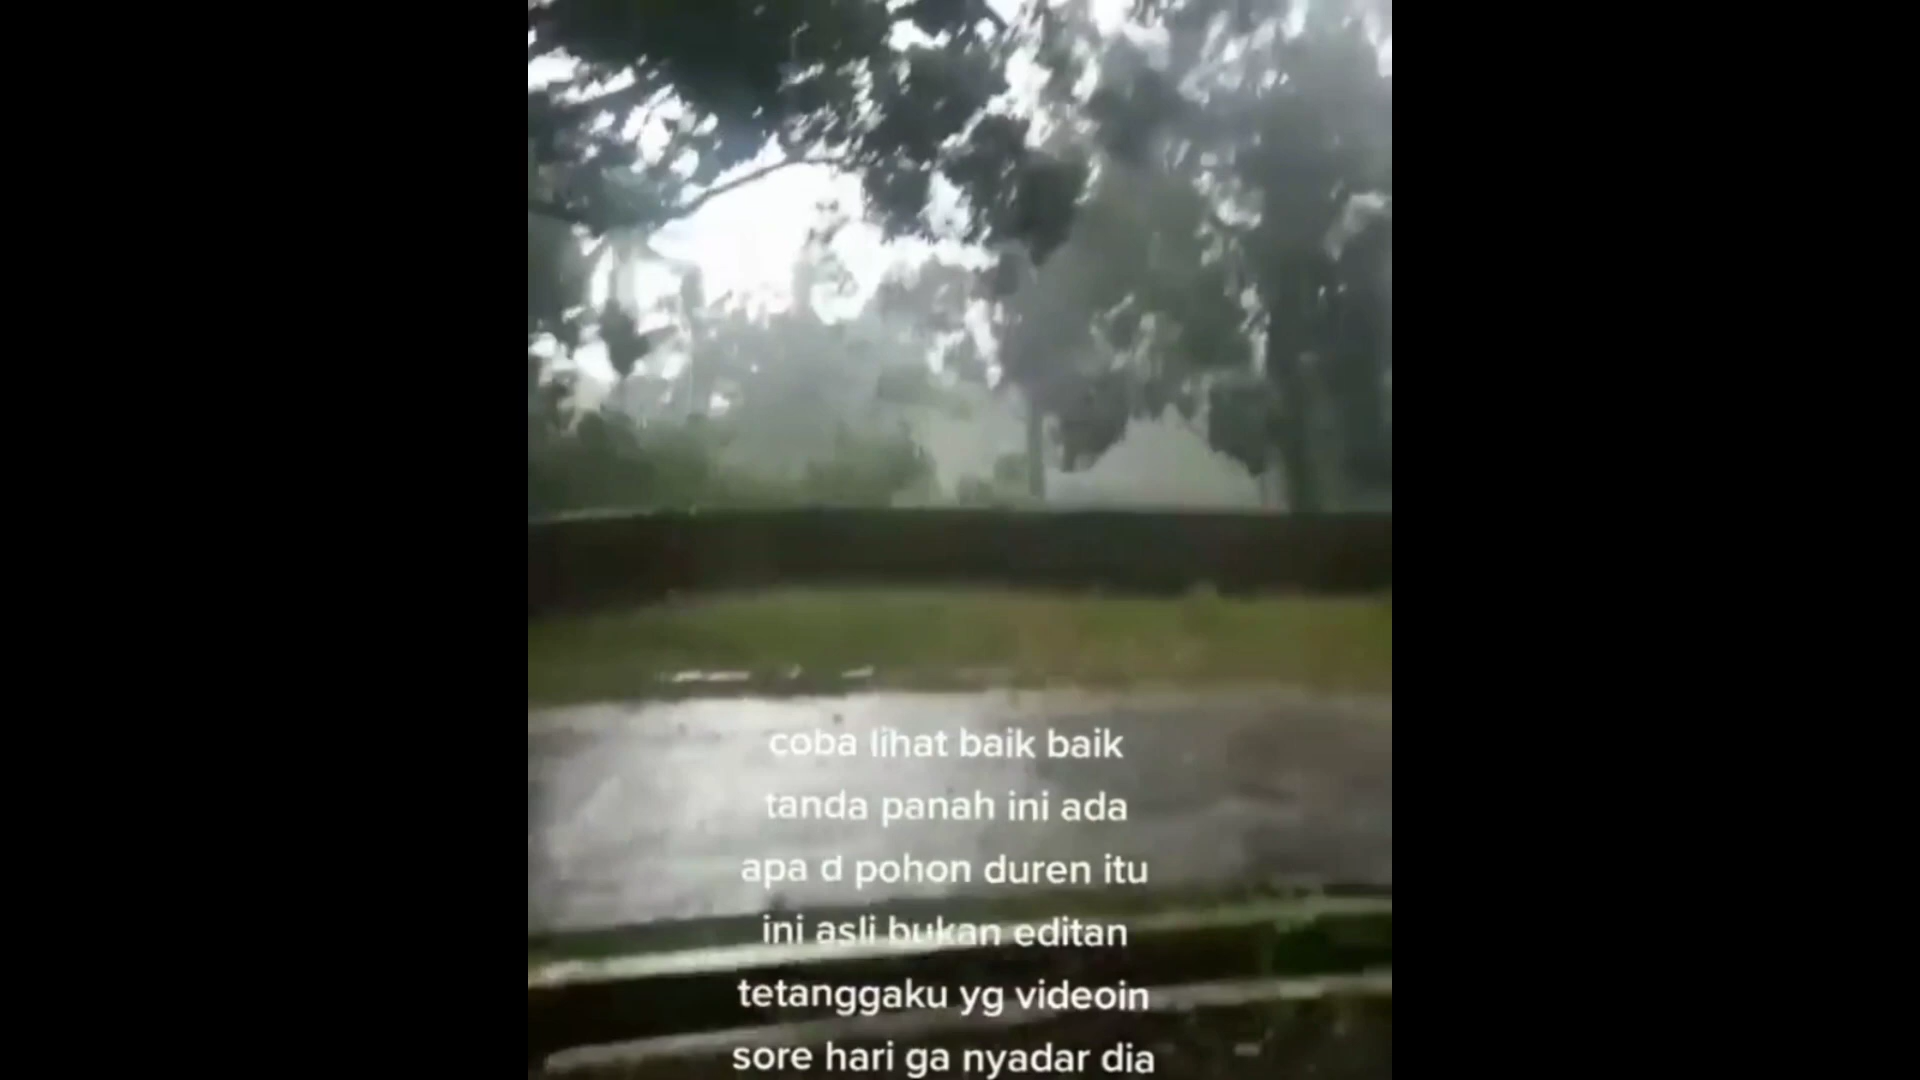 coba lihat baik baik
tanda panah ini ada
apa d pohon duren itu
ini asli bukan editan
tetanggaku yg videoin
sore hari ga nyadar dia